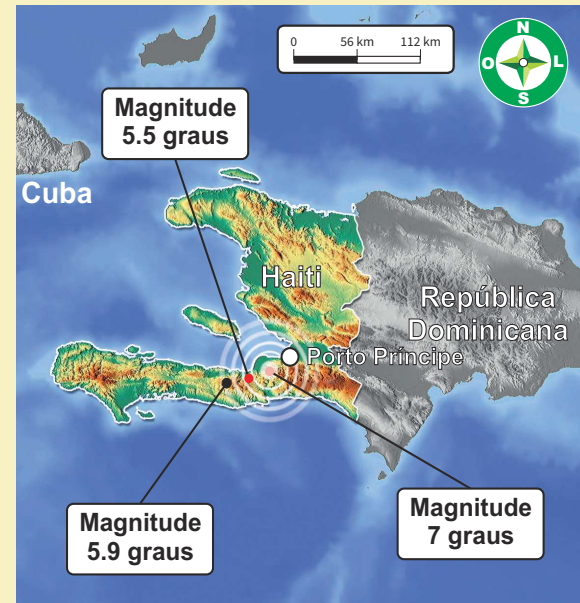 0 56 km 112 km
N
O L
S
Magnitude
5.5 graus
Cuba
Haiti
República
Dominicana
Porto Príncipe
Magnitude
5.9 graus
Magnitude
7 graus